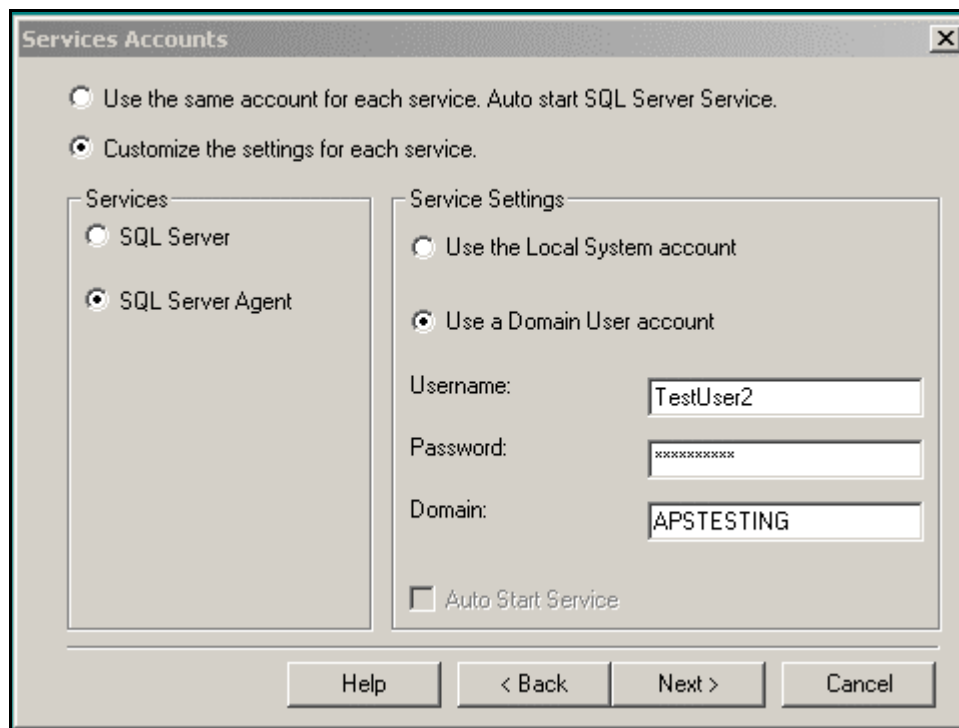 Services Accounts
Use the same account for each service. Auto start SQL Server Service.
Customize the settings for each service.
Services
SQL Server
SQL Server Agent
Service Settings
Use the Local System account
Use a Domain User account
Username:
TestUser2
Password:
**********
Domain:
APSTESTING
Auto Start Service
Help
< Back
Next >
Cancel